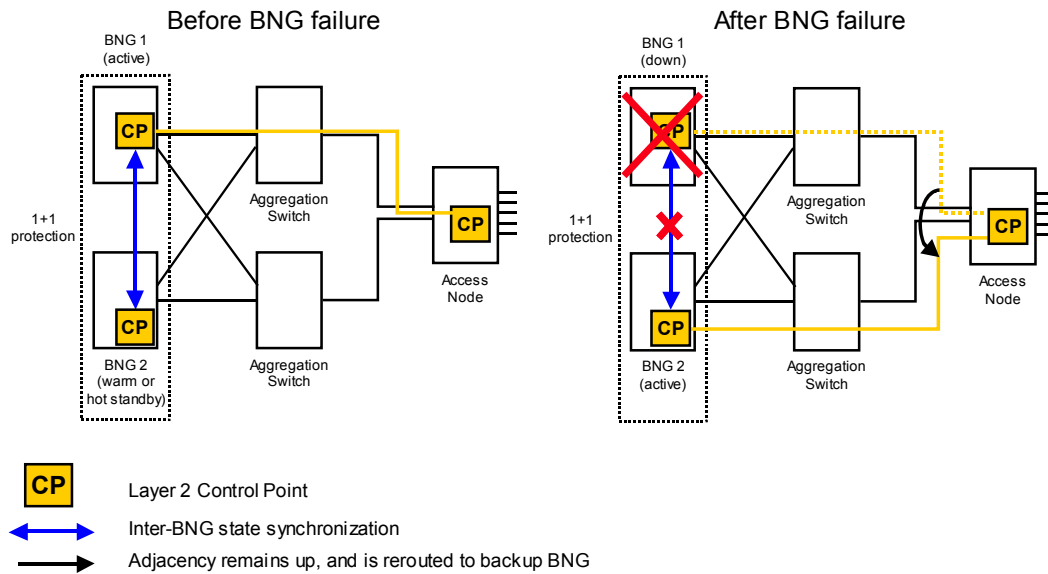 Before BNG failure
BNG 1
(active)
CP
1+1
protection
CP
BNG 2
(warm or
hot standby)
Aggregation
Switch
Aggregation
Switch
CP
Access
Node
After BNG failure
BNG 1
(down)
CP
1+1
protection
CP
BNG 2
(active)
Aggregation
Switch
Aggregation
Switch
CP
Access
Node
CP
Layer 2 Control Point
Inter-BNG state synchronization
Adjacency remains up, and is rerouted to backup BNG